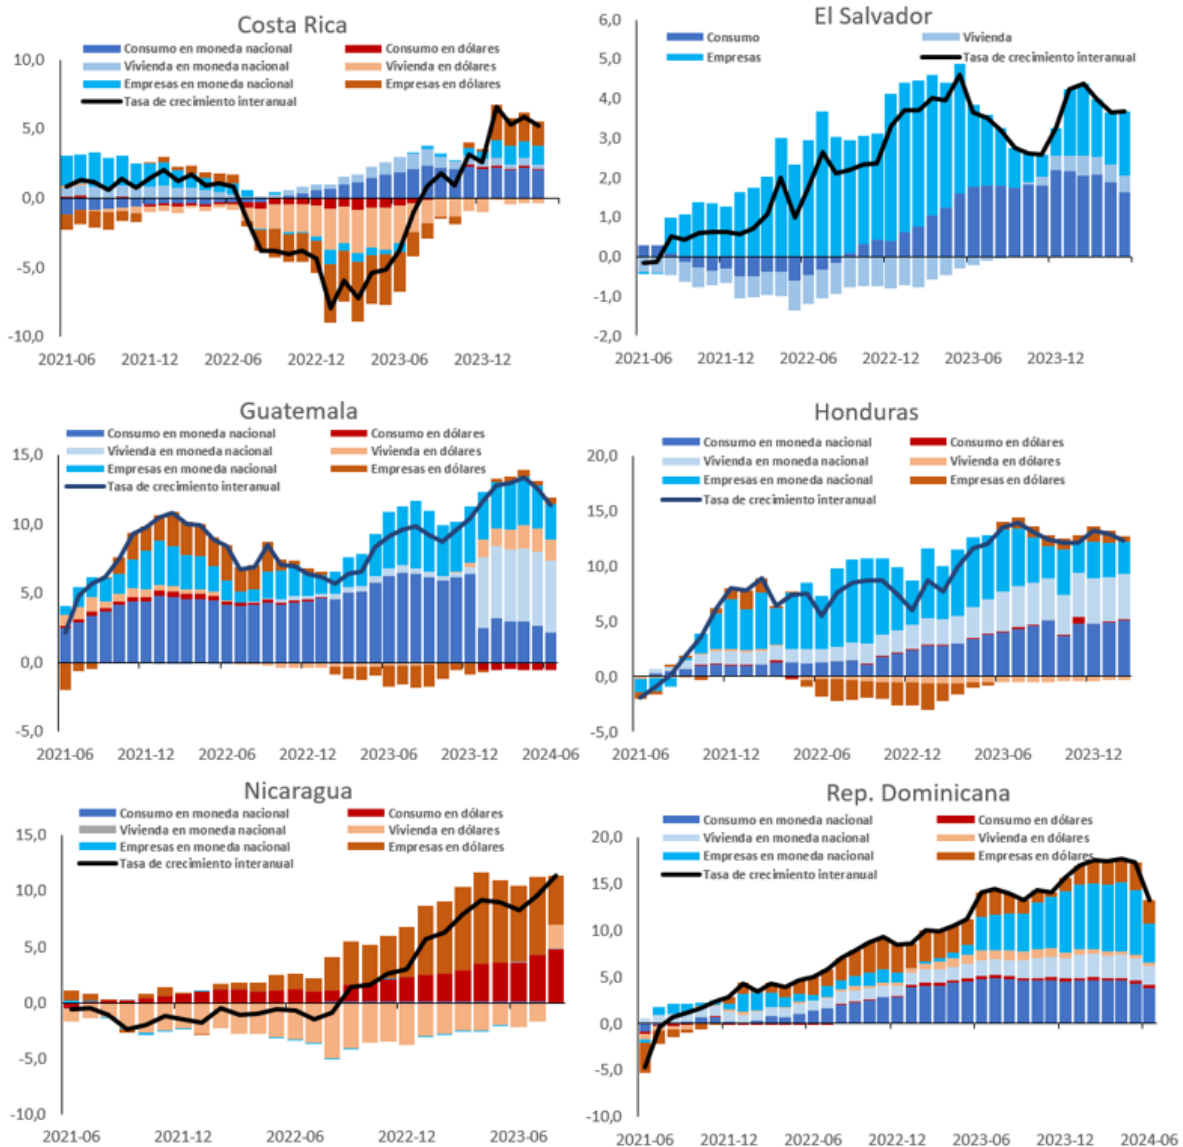 Costa Rica
Consumo en moneda nacional
Consumo en dólares
Vivienda en moneda nacional
Vivienda en dólares
Empresas en moneda nacional
Empresas en dólares
Tasa de crecimiento interanual
10,0
5,0
0,0
-5,0
-10,0
2021-06 2021-12 2022-06 2022-12 2023-06 2023-12
El Salvador
Consumo
Vivienda
Empresas
Tasa de crecimiento interanual
6,0
5,0
4,0
3,0
2,0
1,0
0,0
-1,0
-2,0
2021-06 2021-12 2022-06 2022-12 2023-06 2023-12
Guatemala
Consumo en moneda nacional
Consumo en dólares
Vivienda en moneda nacional
Vivienda en dólares
Empresas en moneda nacional
Empresas en dólares
Tasa de crecimiento interanual
15,0
10,0
5,0
0,0
-5,0
2021-06 2021-12 2022-06 2022-12 2023-06 2023-12 2024-06
Honduras
Consumo en moneda nacional
Consumo en dólares
Vivienda en moneda nacional
Vivienda en dólares
Empresas en moneda nacional
Empresas en dólares
Tasa de crecimiento interanual
20,0
15,0
10,0
5,0
0,0
-5,0
2021-06 2021-12 2022-06 2022-12 2023-06 2023-12
Nicaragua
Consumo en moneda nacional
Consumo en dólares
Vivienda en moneda nacional
Vivienda en dólares
Empresas en moneda nacional
Empresas en dólares
Tasa de crecimiento interanual
15,0
10,0
5,0
0,0
-5,0
-10,0
2021-06 2021-12 2022-06 2022-12 2023-06
Rep. Dominicana
Consumo en moneda nacional
Consumo en dólares
Vivienda en moneda nacional
Vivienda en dólares
Empresas en moneda nacional
Empresas en dólares
Tasa de crecimiento interanual
20,0
15,0
10,0
5,0
0,0
-5,0
-10,0
2021-06 2021-12 2022-06 2022-12 2023-06 2023-12 2024-06